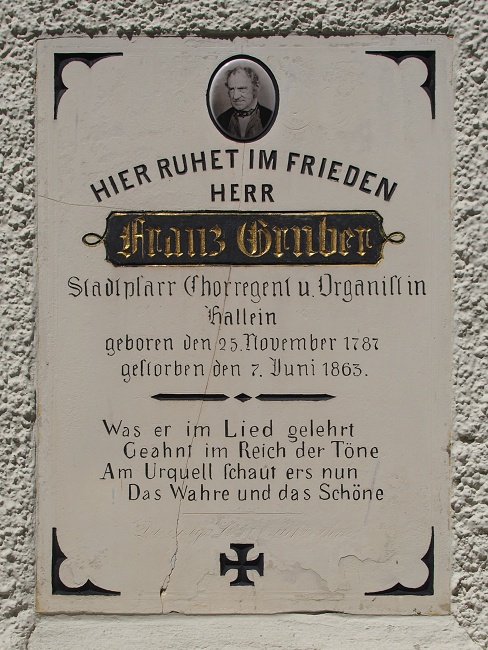 HIER RUHET IM FRIEDEN
HERR
Franz Gruber
Stadtpfarr Chorregent u. Organist in
Hallein
geboren den 25. November 1787
gestorben den 7. Juni 1863.
Was er im Lied gelehrt
Geahnt im Reich der Töne
Am Urquell schaut ers nun
Das Wahre und das Schöne